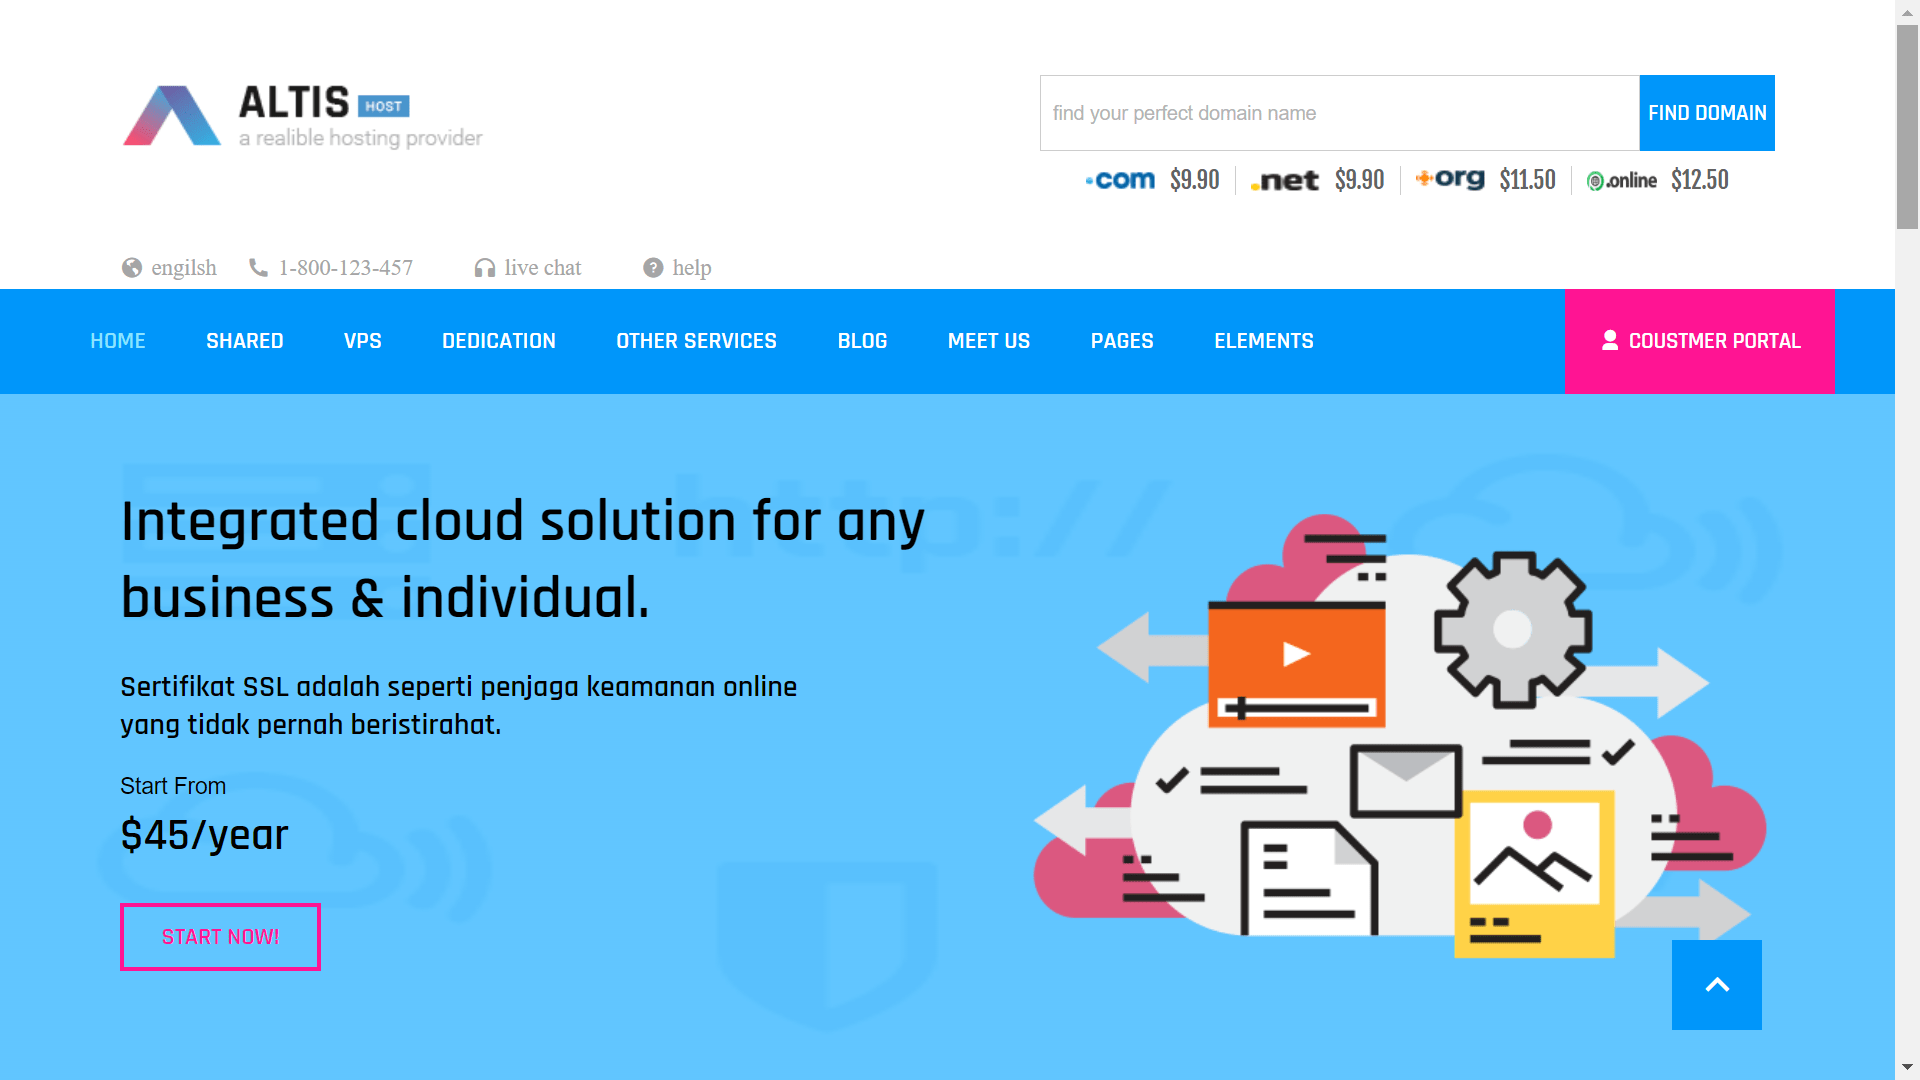 ALTIS HOST
a realible hosting provider
find your perfect domain name
FIND DOMAIN
.com $9.90
.net $9.90
org $11.50
.online $12.50
engilsh 1-800-123-457 live chat help
HOME SHARED VPS DEDICATION OTHER SERVICES BLOG MEET US PAGES ELEMENTS COUSTMER PORTAL
http://
Integrated cloud solution for any
business & individual.
Sertifikat SSL adalah seperti penjaga keamanan online
yang tidak pernah beristirahat.
Start From
$45/year
START NOW!